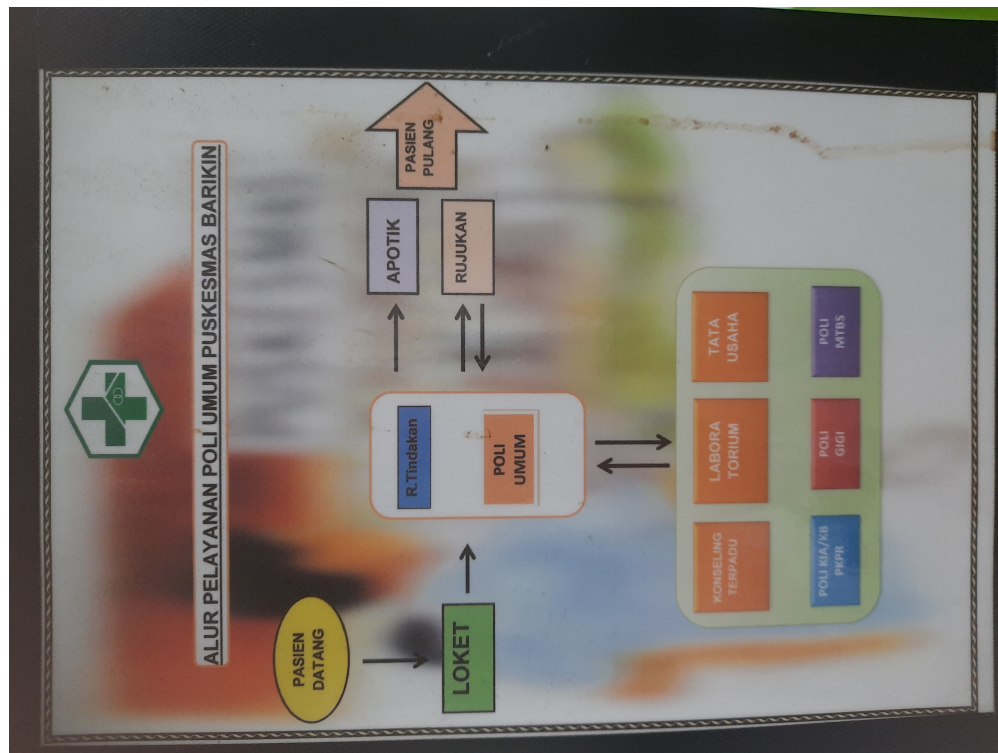 ALUR PELAYANAN POLI UMUM PUSKESMAS BARIKIN
PASIEN
DATANG
LOKET
R.Tindakan
POLI
UMUM
APOTIK
RUJUKAN
PASIEN
PULANG
KONSELING
TERPADU
LABORA
TORIUM
TATA
USAHA
POLI KIA/KB
PKPR
POLI
GIGI
POLI
MTBS